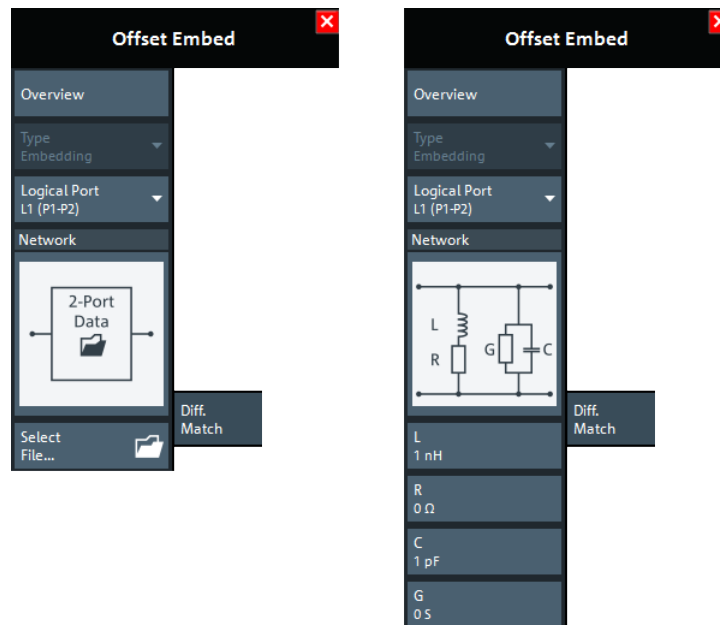 Offset Embed
Overview
Type
Embedding
Logical Port
L1 (P1-P2)
Network
2-Port
Data
Select
File...
Diff.
Match
Offset Embed
Overview
Type
Embedding
Logical Port
L1 (P1-P2)
Network
L
R
G
C
L
1 nH
R
0 Ω
C
1 pF
G
0 S
Diff.
Match